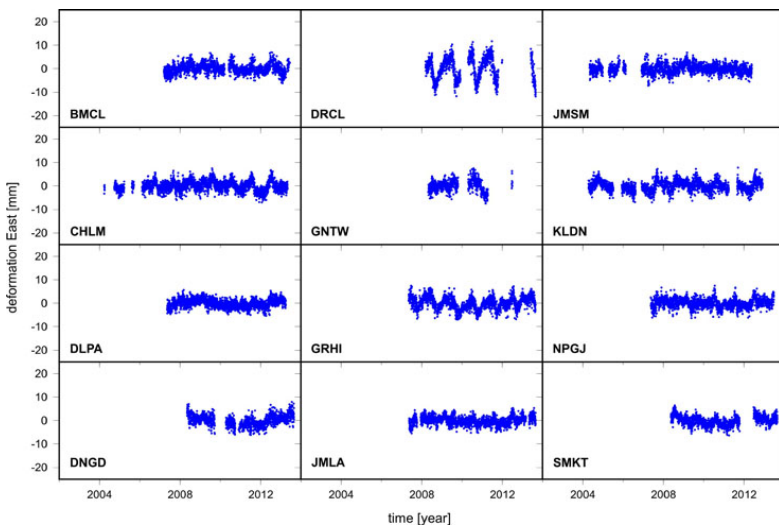 20
10
0
-10
-20
BMCL
DRCL
JMSM
20
10
0
-10
-20
CHLM
GNTW
KLDN
deformation East [mm]
20
10
0
-10
-20
DLPA
GRHI
NPGJ
20
10
0
-10
-20
DNGD
JMLA
SMKT
2004 2008 2012 2004 2008 2012 2004 2008 2012
time [year]